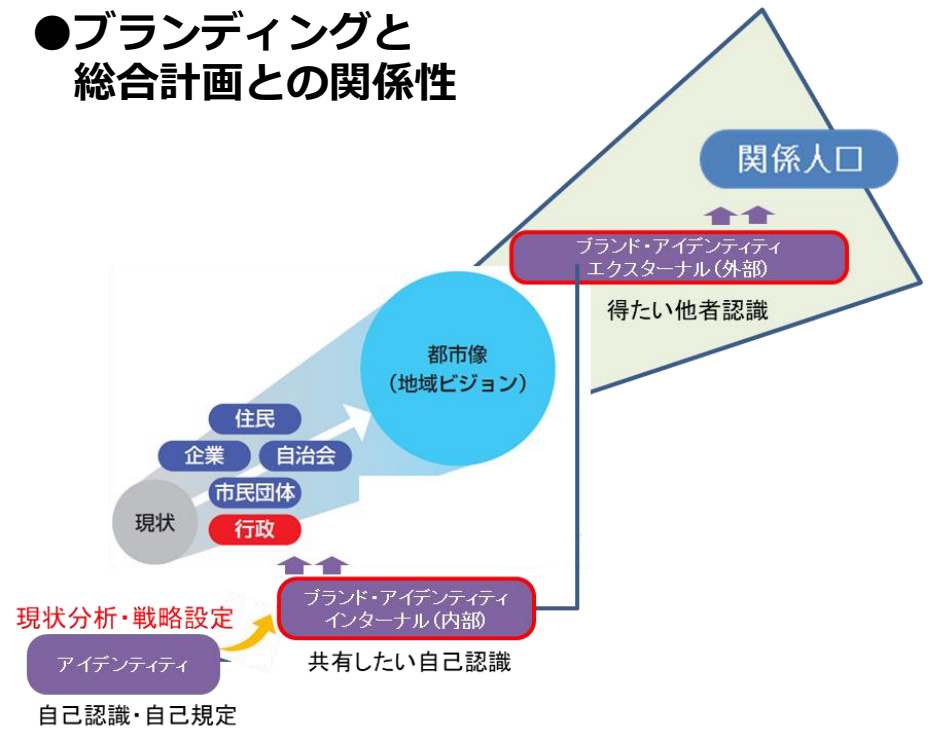 ●ブランディングと
総合計画との関係性
関係人口
ブランド・アイデンティティ
エクスターナル(外部)
得たい他者認識
都市像
(地域ビジョン)
住民
企業
自治会
市民団体
行政
現状
ブランド・アイデンティティ
インターナル(内部)
共有したい自己認識
現状分析・戦略設定
アイデンティティ
自己認識・自己規定